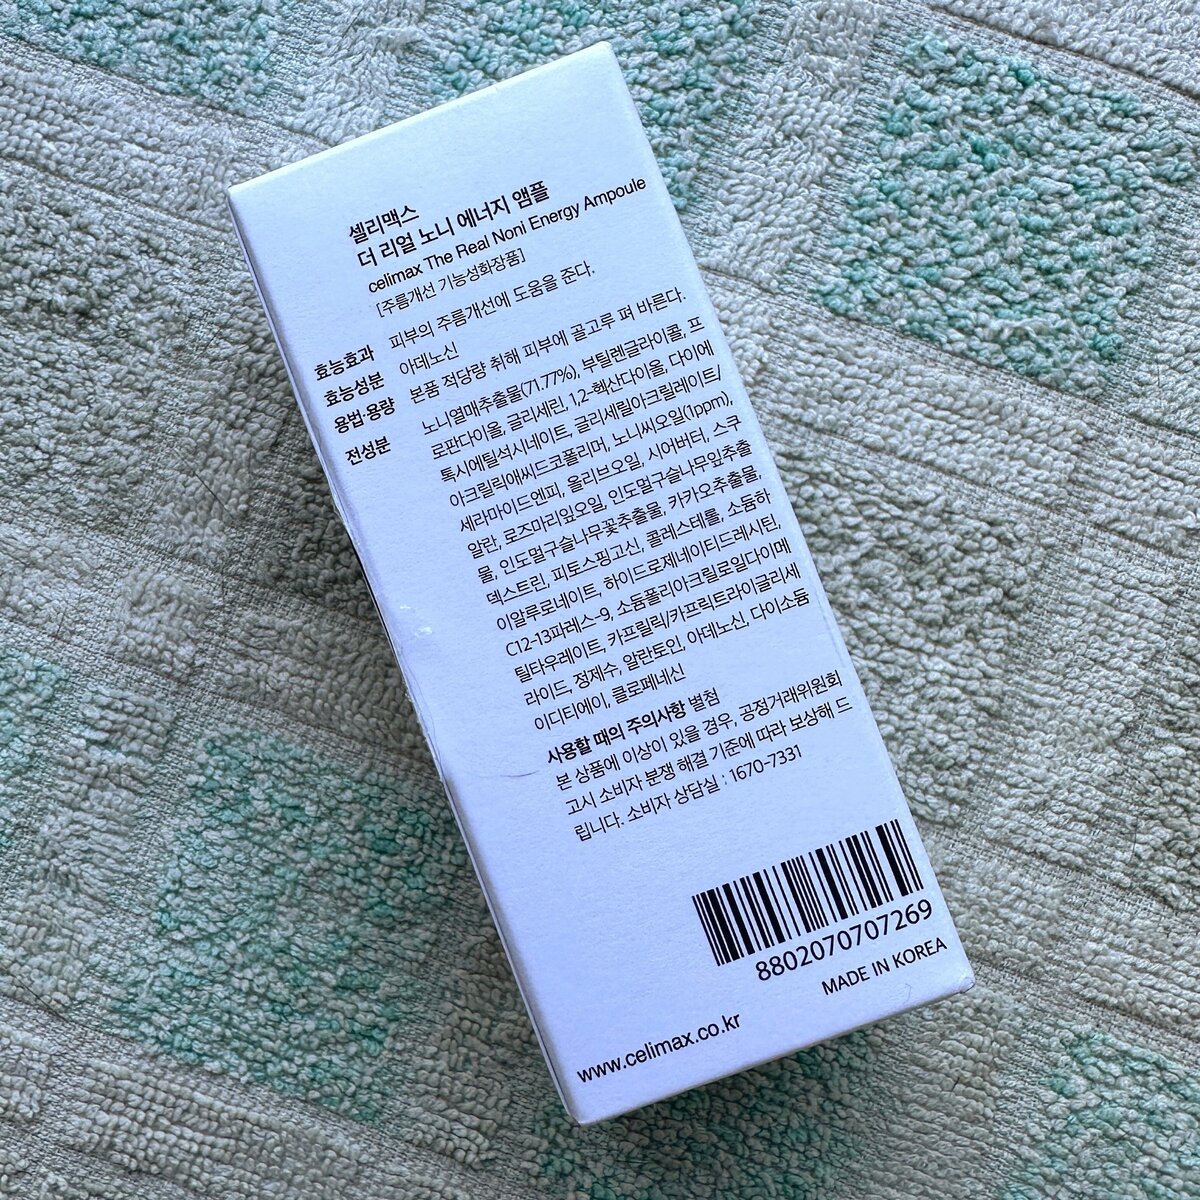 셀리맥스
더 리얼 노니 에너지 앰플
celimax The Real Noni Energy Ampoule
[주름개선 기능성화장품]
효능효과 피부의 주름개선에 도움을 준다.
효능성분 아데노신
용법·용량 본품 적당량 취해 피부에 골고루 펴 바른다.
전성분 노니열매추출물(71.77%), 부틸렌글라이콜, 프
로판다이올, 글리세린, 1,2-헥산다이올, 다이에
톡시에틸석시네이트, 글리세릴아크릴레이트/
아크릴릭애씨드코폴리머, 노니씨오일(1ppm),
세라마이드엔피, 올리브오일, 시어버터, 스쿠
알란, 로즈마리잎오일, 인도멀구슬나무잎추출
물, 인도멀구슬나무꽃추출물, 카카오추출물,
덱스트린, 피토스핑고신, 콜레스테롤, 소듐하
이알루로네이트, 하이드로제네이티드레시틴,
C12-13파레스-9, 소듐폴리아크릴로일다이메
틸타우레이트, 카프릴릭/카프릭트라이글리세
라이드, 정제수, 알란토인, 아데노신, 다이소듐
이디티에이, 클로페네신
사용할 때의 주의사항 별첨
본 상품에 이상이 있을 경우, 공정거래위원회
고시 소비자 분쟁 해결 기준에 따라 보상해 드
립니다. 소비자 상담실 : 1670-7331
8802070707269
MADE IN KOREA
www.celimax.co.kr